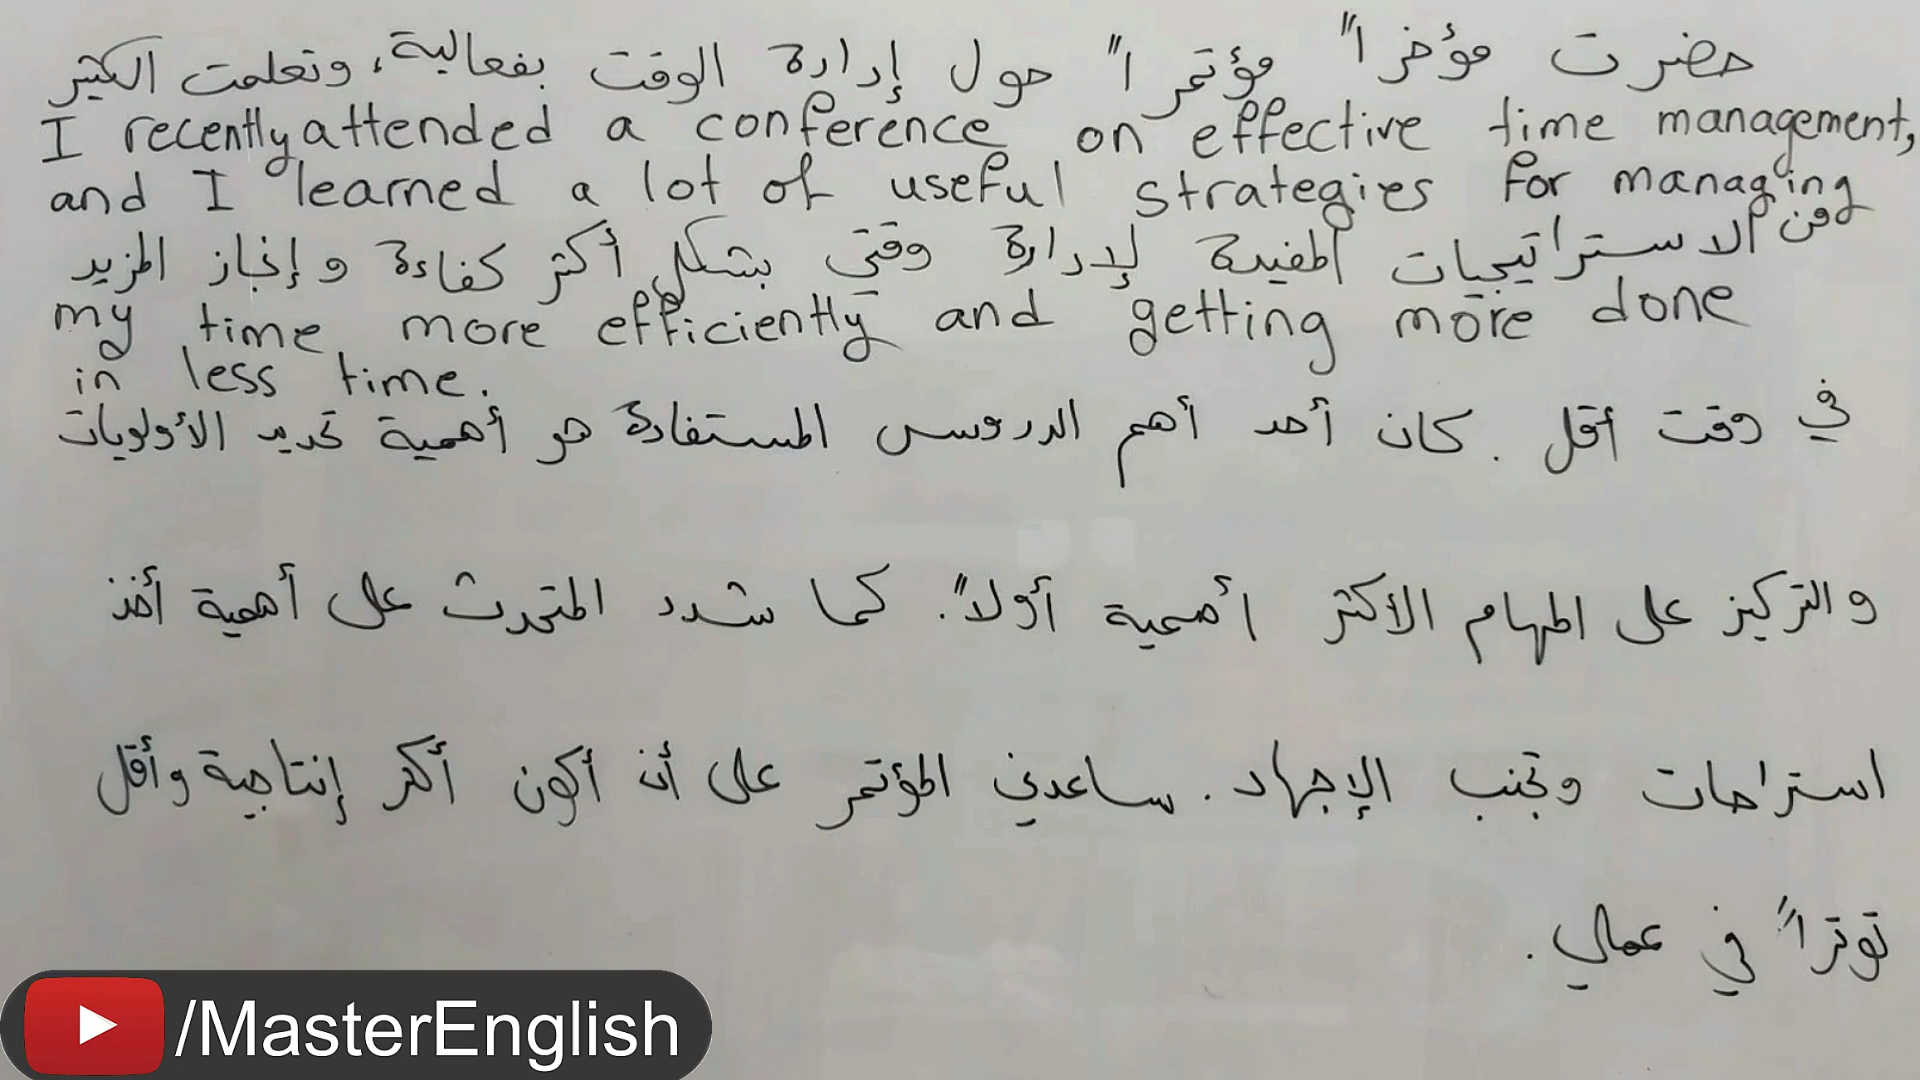 حضرت مؤخراً مؤتمراً حول إدارة الوقت بفعالية، وتعلمت الكثير
I recently attended a conference on effective time management,
and I learned a lot of useful strategies for managing
من الاستراتيجيات المفيدة لإدارة وقتي بشكل أكثر كفاءة وإنجاز المزيد
my time more efficiently and getting more done
in less time.
في وقت أقل. كان أحد أهم الدروس المستفادة هو أهمية تحديد الأولويات
والتركيز على المهام الأكثر أهمية أولاً. كما شدد المتحدث على أهمية أخذ
استراحات وتجنب الإجهاد. ساعدني المؤتمر على أن أكون أكثر إنتاجية وأقل
توتراً في عملي.
/MasterEnglish